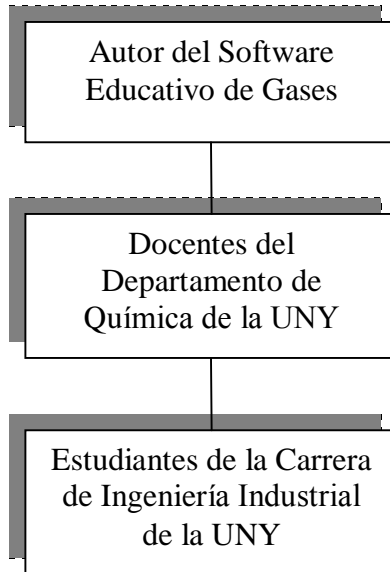 Autor del Software
Educativo de Gases
Docentes del
Departamento de
Química de la UNY
Estudiantes de la Carrera
de Ingeniería Industrial
de la UNY